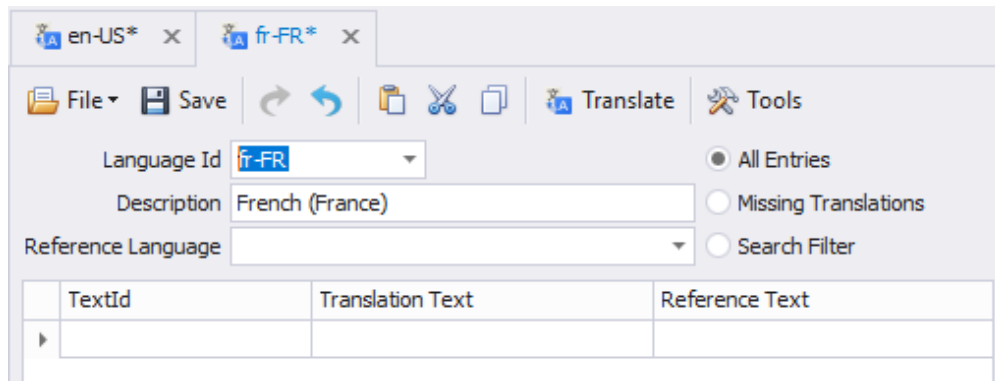 en-US* fr-FR*
File Save Translate Tools
Language Id fr-FR All Entries
Description French (France) Missing Translations
Reference Language Search Filter
TextId Translation Text Reference Text